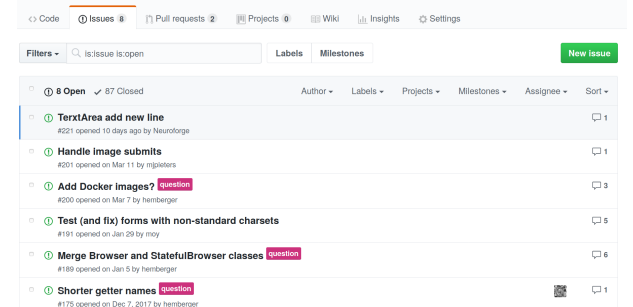 Code Issues 8 Pull requests 2 Projects 0 Wiki Insights Settings
Filters is:issue is:open Labels Milestones New issue
8 Open 87 Closed Author Labels Projects Milestones Assignee Sort
TerxtArea add new line 1
#221 opened 10 days ago by Neuroforge
Handle image submits 1
#201 opened on Mar 11 by mjpieters
Add Docker images? question 3
#200 opened on Mar 7 by hemberger
Test (and fix) forms with non-standard charsets 5
#191 opened on Jan 29 by moy
Merge Browser and StatefulBrowser classes question 6
#189 opened on Jan 5 by hemberger
Shorter getter names question 1
#175 opened on Dec 7, 2017 by hemberger